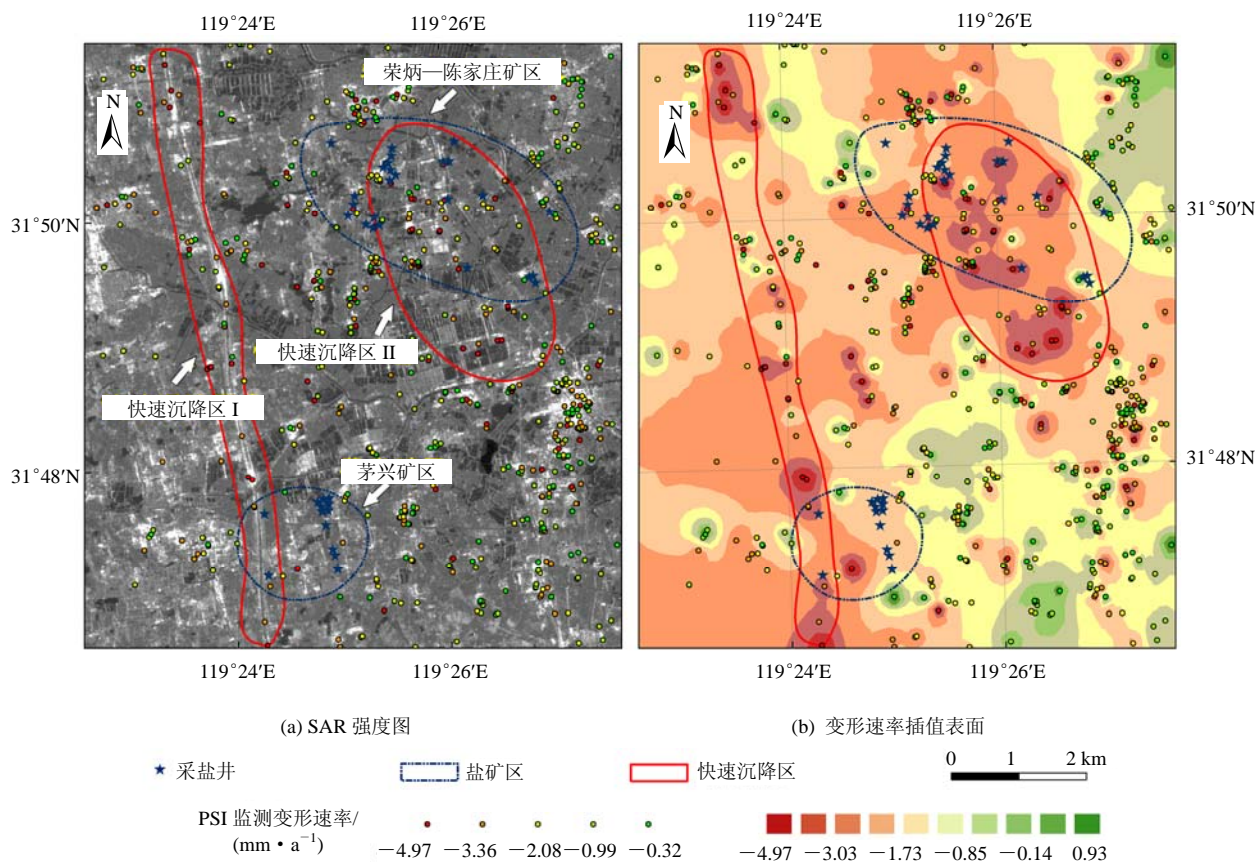 119°24′E 119°26′E 119°24′E 119°26′E
荣炳—陈家庄矿区
N
N
31°50′N
31°50′N
快速沉降区 II
快速沉降区 I
茅兴矿区
31°48′N
31°48′N
119°24′E 119°26′E 119°24′E 119°26′E
(a) SAR 强度图 (b) 变形速率插值表面
0 1 2 km
采盐井 盐矿区 快速沉降区
PSI 监测变形速率/
(mm·a⁻¹)
−4.97 −3.36 −2.08 −0.99 −0.32 −4.97 −3.03 −1.73 −0.85 −0.14 0.93